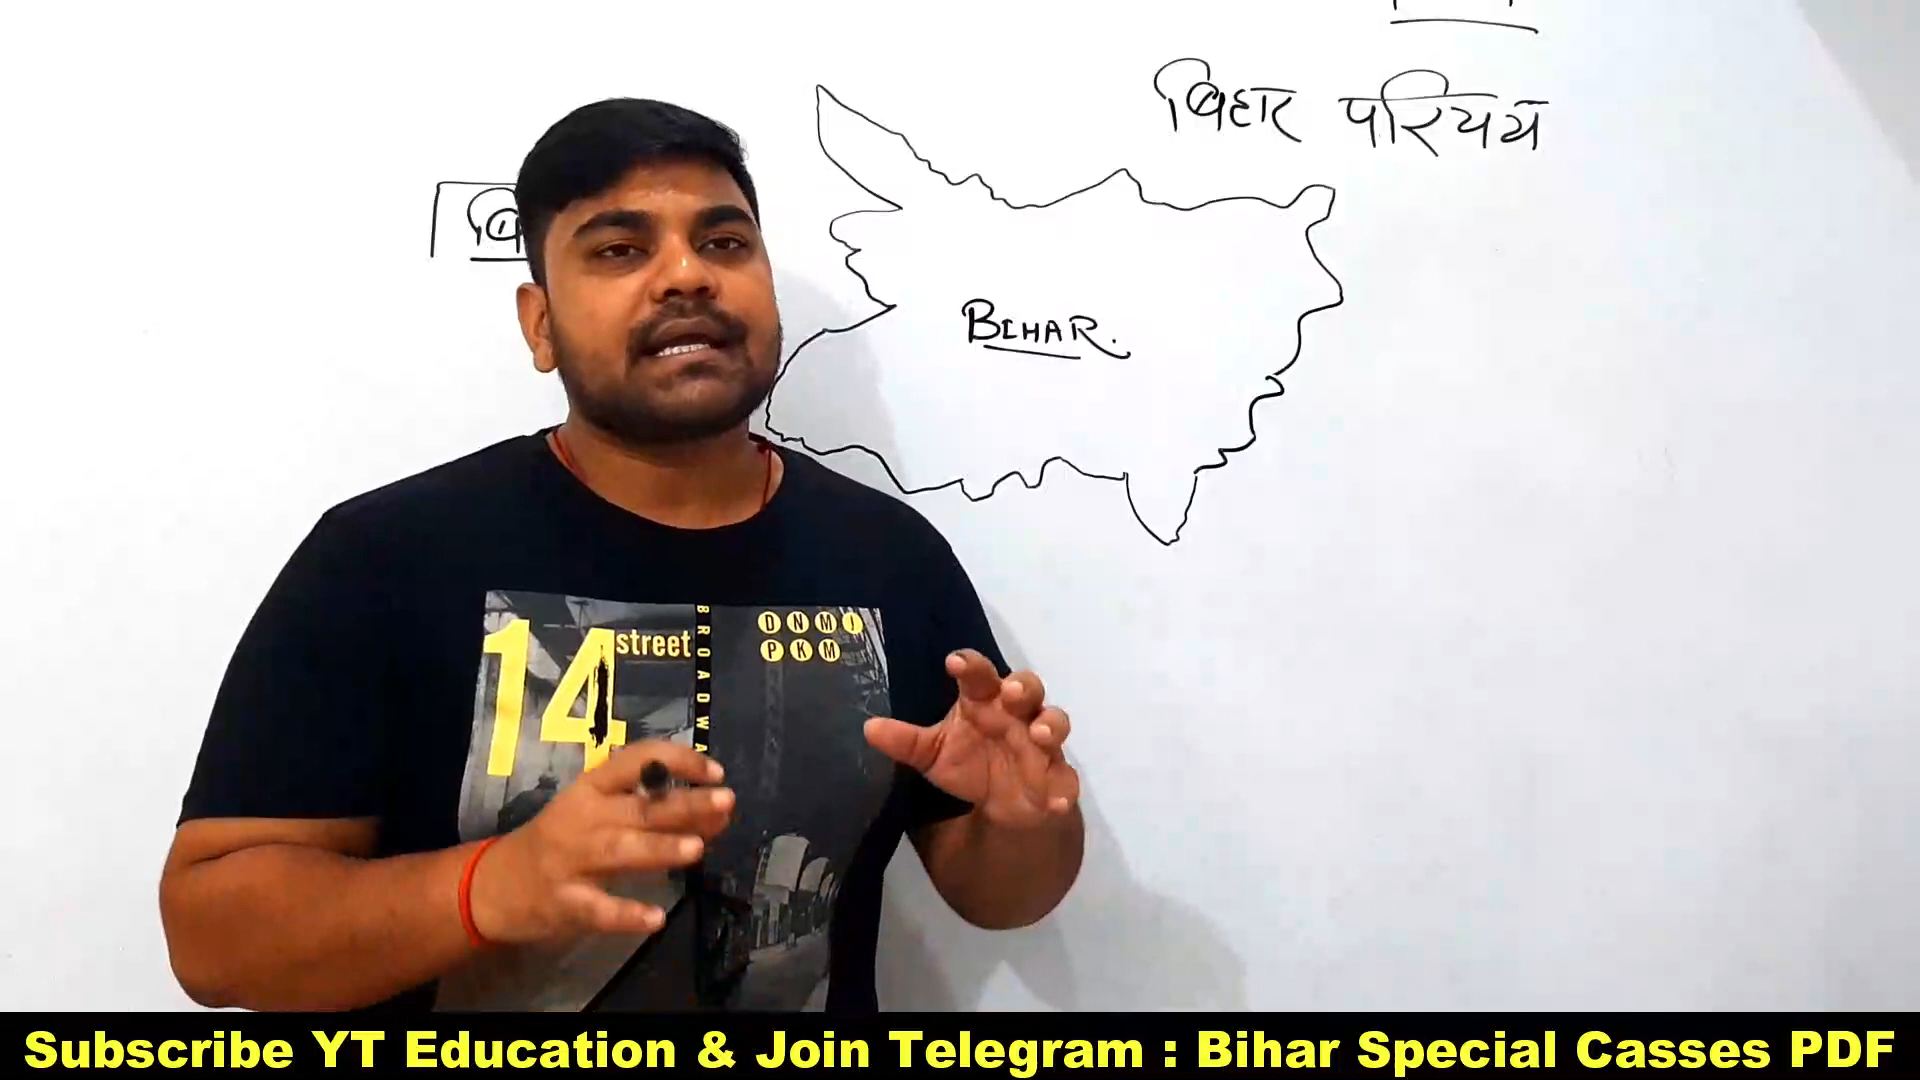 बिहार परिचय
बि
BIHAR.
14 street
BROADWA
DNMI
PKM
Subscribe YT Education & Join Telegram : Bihar Special Casses PDF